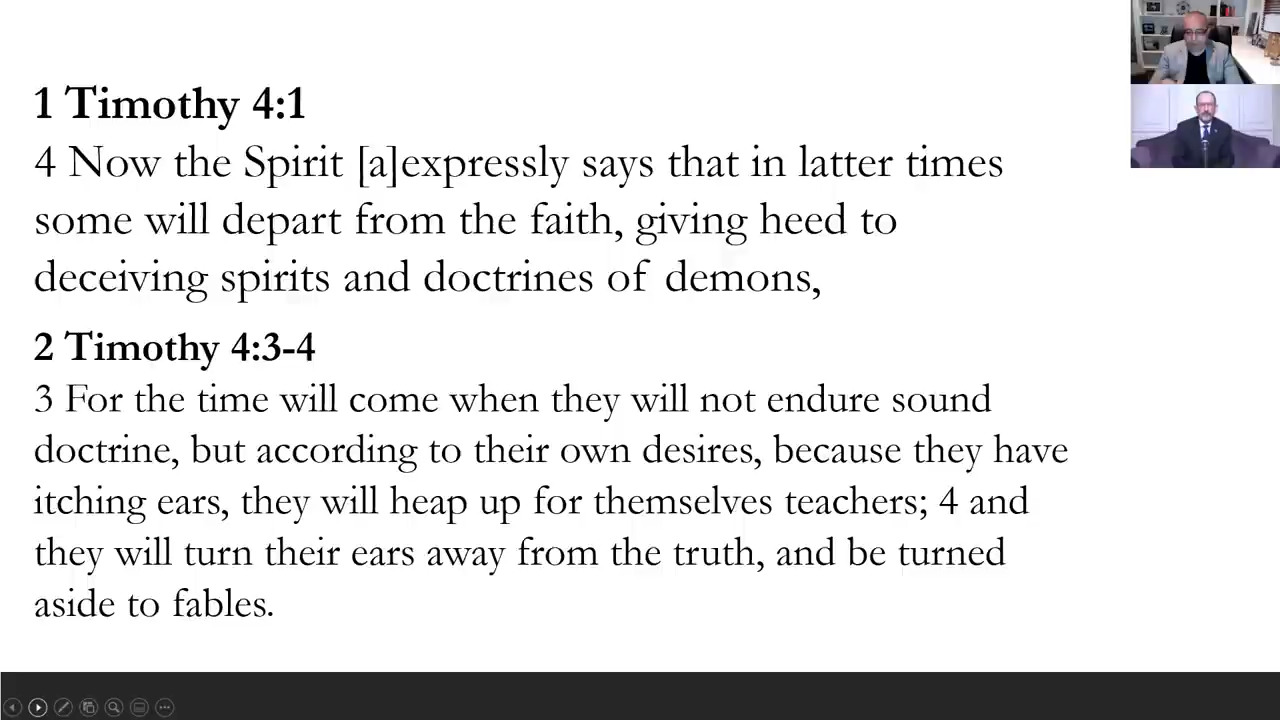 1 Timothy 4:1
4 Now the Spirit [a]expressly says that in latter times
some will depart from the faith, giving heed to
deceiving spirits and doctrines of demons,
2 Timothy 4:3-4
3 For the time will come when they will not endure sound
doctrine, but according to their own desires, because they have
itching ears, they will heap up for themselves teachers; 4 and
they will turn their ears away from the truth, and be turned
aside to fables.